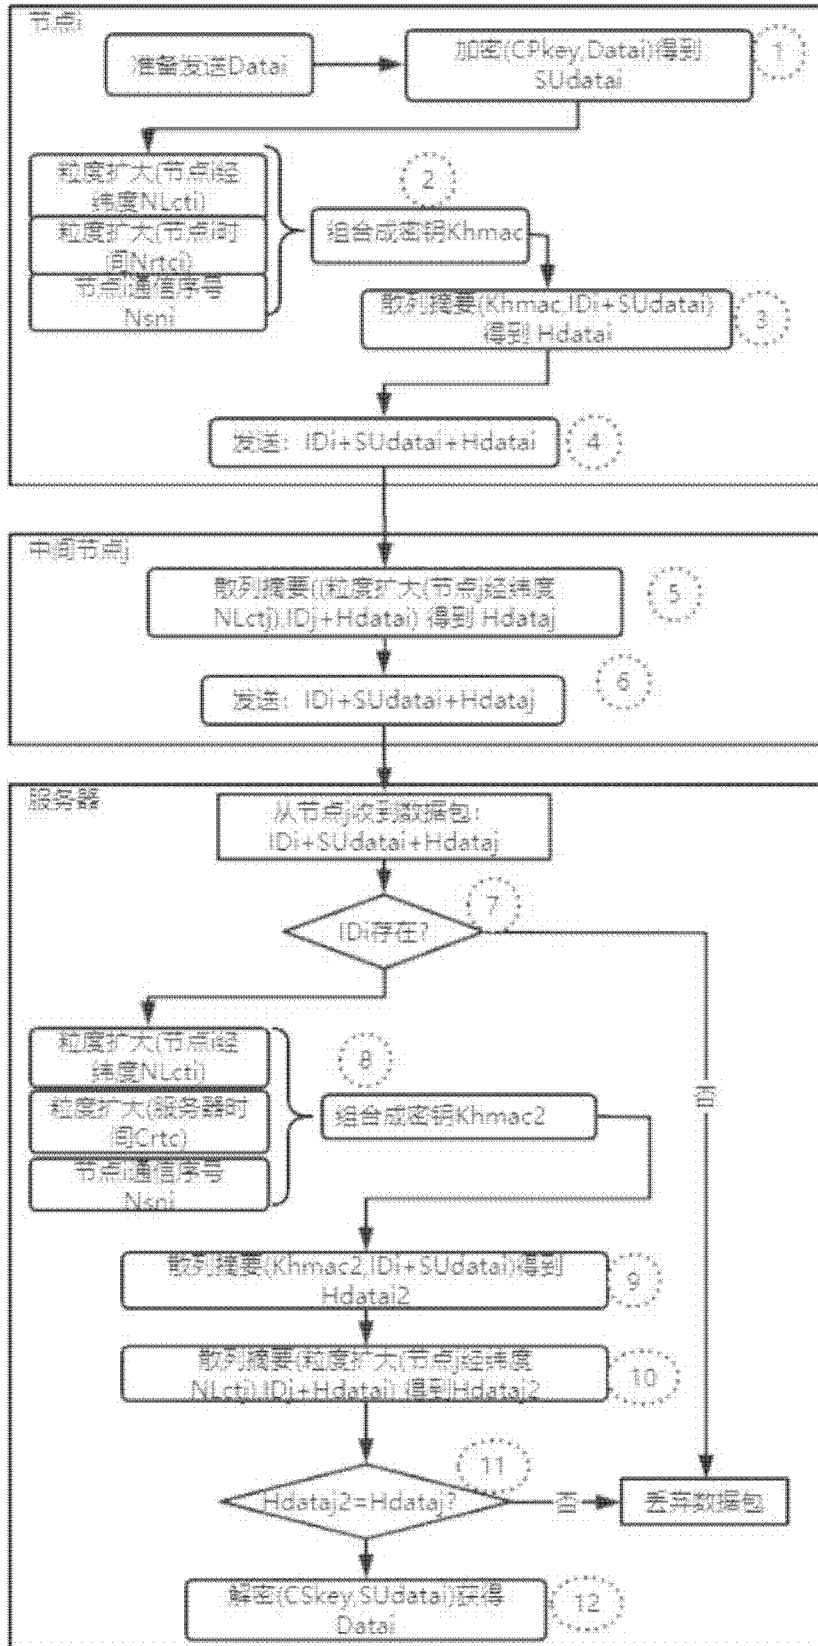 节点i
准备发送Datai
加密(CPkey,Datai)得到
SUdatai
1
粒度扩大(节点i经
纬度NLcti)
粒度扩大(节点i时
间Nrtci)
节点i通信序号
Nsni
2
组合成密钥Khmac
散列摘要(Khmac,IDi+SUdatai)
得到 Hdatai
3
发送：IDi+SUdatai+Hdatai
4
中间节点j
散列摘要((粒度扩大(节点j经纬度
NLctj),IDj+Hdatai) 得到 Hdataj
5
发送：IDi+SUdatai+Hdataj
6
服务器
从节点j收到数据包：
IDi+SUdatai+Hdataj
IDi存在?
7
粒度扩大(节点i经
纬度NLcti)
粒度扩大(服务器时
间Crtc)
节点i通信序号
Nsni
8
组合成密钥Khmac2
否
散列摘要(Khmac2,IDi+SUdatai)得到
Hdatai2
9
散列摘要(粒度扩大(节点j经纬度
NLctj),IDj+Hdatai) 得到Hdataj2
10
Hdataj2=Hdataj?
11
否
丢弃数据包
解密(CSkey,SUdatai)获得
Datai
12